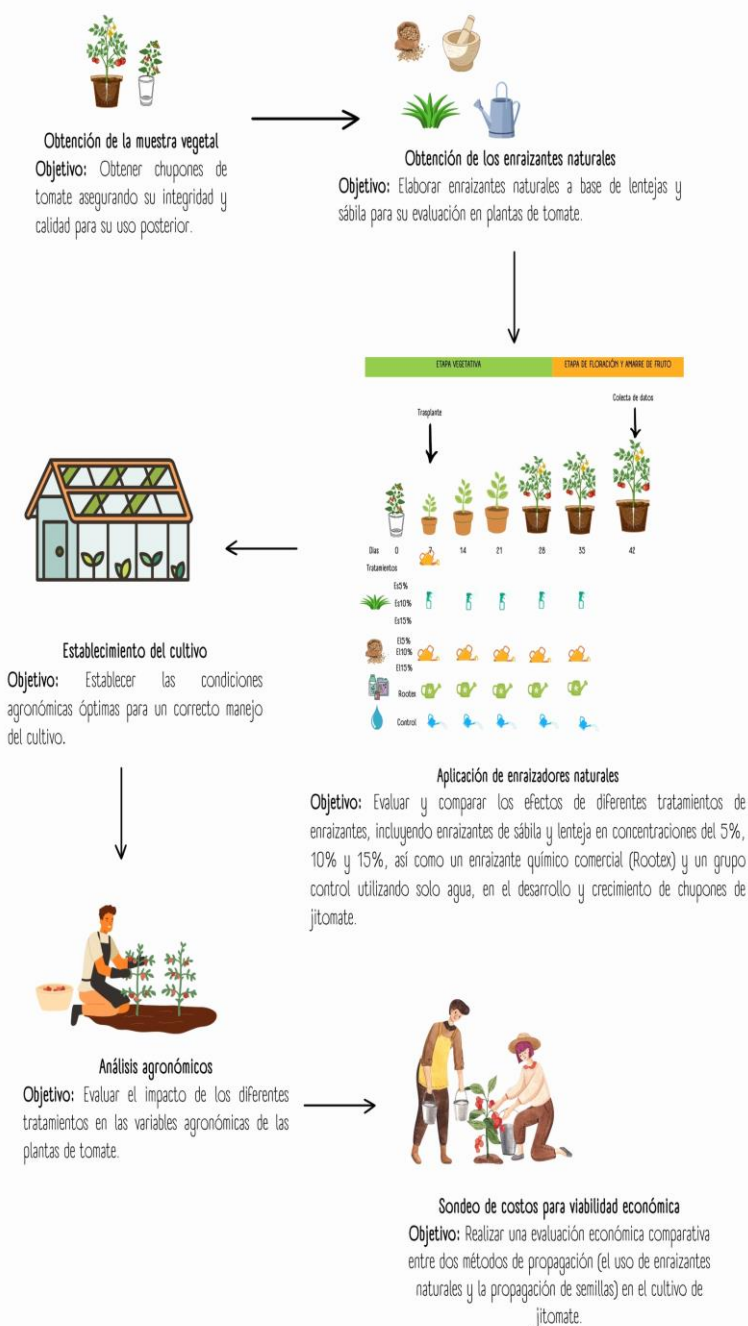 Obtención de la muestra vegetal
Objetivo: Obtener chupones de
tomate asegurando su integridad y
calidad para su uso posterior.
Obtención de los enraizantes naturales
Objetivo: Elaborar enraizantes naturales a base de lentejas y
sábila para su evaluación en plantas de tomate.
ETAPA VEGETATIVA
ETAPA DE FLORACIÓN Y AMARRE DE FRUTO
Trasplante
Colecta de datos
Dias 0 7 14 21 28 35 42
Tratamientos
Es5%
Es10%
Es15%
El5%
El10%
El15%
Rootex
Control
Aplicación de enraizadores naturales
Objetivo: Evaluar y comparar los efectos de diferentes tratamientos de
enraizantes, incluyendo enraizantes de sábila y lenteja en concentraciones del 5%,
10% y 15%, así como un enraizante químico comercial (Rootex) y un grupo
control utilizando solo agua, en el desarrollo y crecimiento de chupones de
jitomate.
Establecimiento del cultivo
Objetivo: Establecer las condiciones
agronómicas óptimas para un correcto manejo
del cultivo.
Análisis agronómicos
Objetivo: Evaluar el impacto de los diferentes
tratamientos en las variables agronómicas de las
plantas de tomate.
Sondeo de costos para viabilidad económica
Objetivo: Realizar una evaluación económica comparativa
entre dos métodos de propagación (el uso de enraizantes
naturales y la propagación de semillas) en el cultivo de
jitomate.